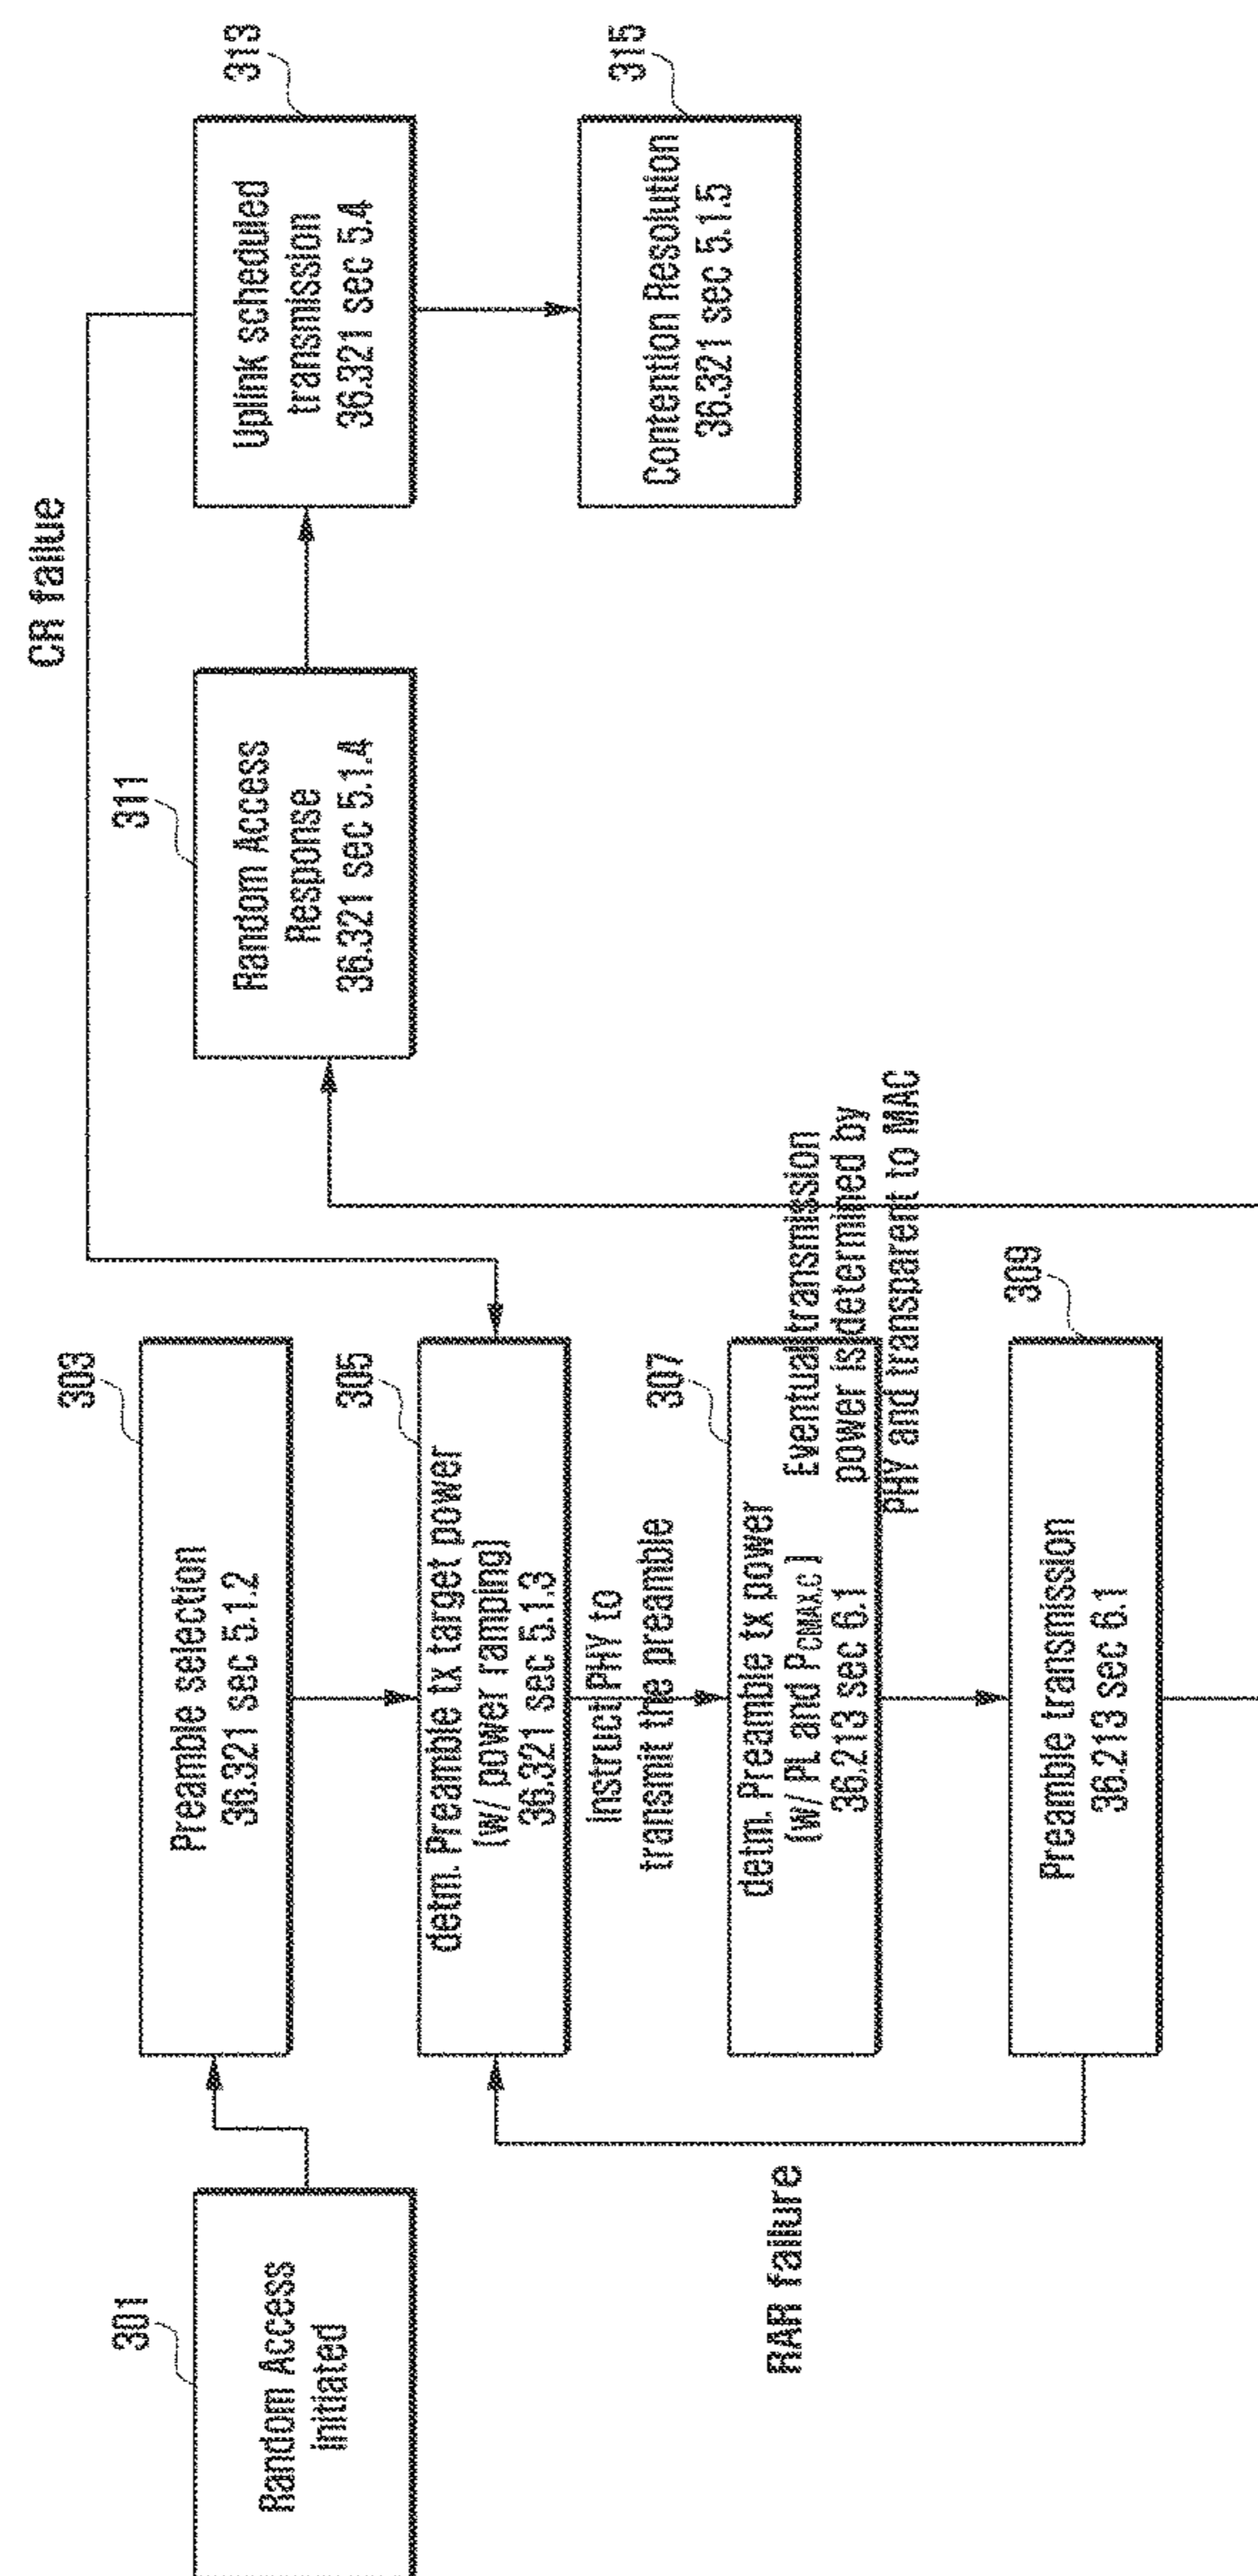 301
Random Access
initiated
303
Preamble selection
36.321 sec 5.1.2
305
detm. Preamble tx target power
(w/ power ramping)
36.321 sec 5.1.3
instruct PHY to
transmit the preamble
307
detm. Preamble tx power
(w/ PL and PCMAX,C]
36.213 sec 6.1
Eventual transmission
power is determined by
PHY and transparent to MAC
309
Preamble transmission
36.213 sec 6.1
RAR failure
311
Random Access
Response
36.321 sec 5.1.4
CR failue
313
Uplink scheduled
transmission
36.321 sec 5.4
315
Contention Resolution
36.321 sec 5.1.5